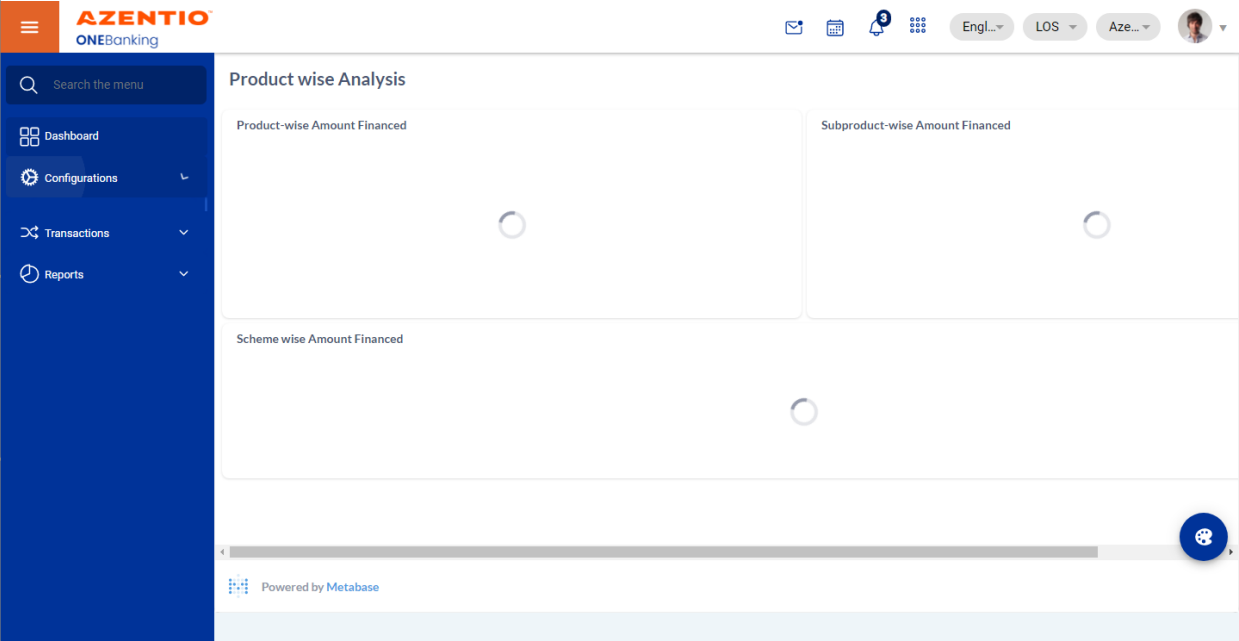 AZENTIO™
ONEBanking
3
Engl...
LOS
Aze...
Search the menu
Dashboard
Configurations
Transactions
Reports
Product wise Analysis
Product-wise Amount Financed
Subproduct-wise Amount Financed
Scheme wise Amount Financed
Powered by Metabase